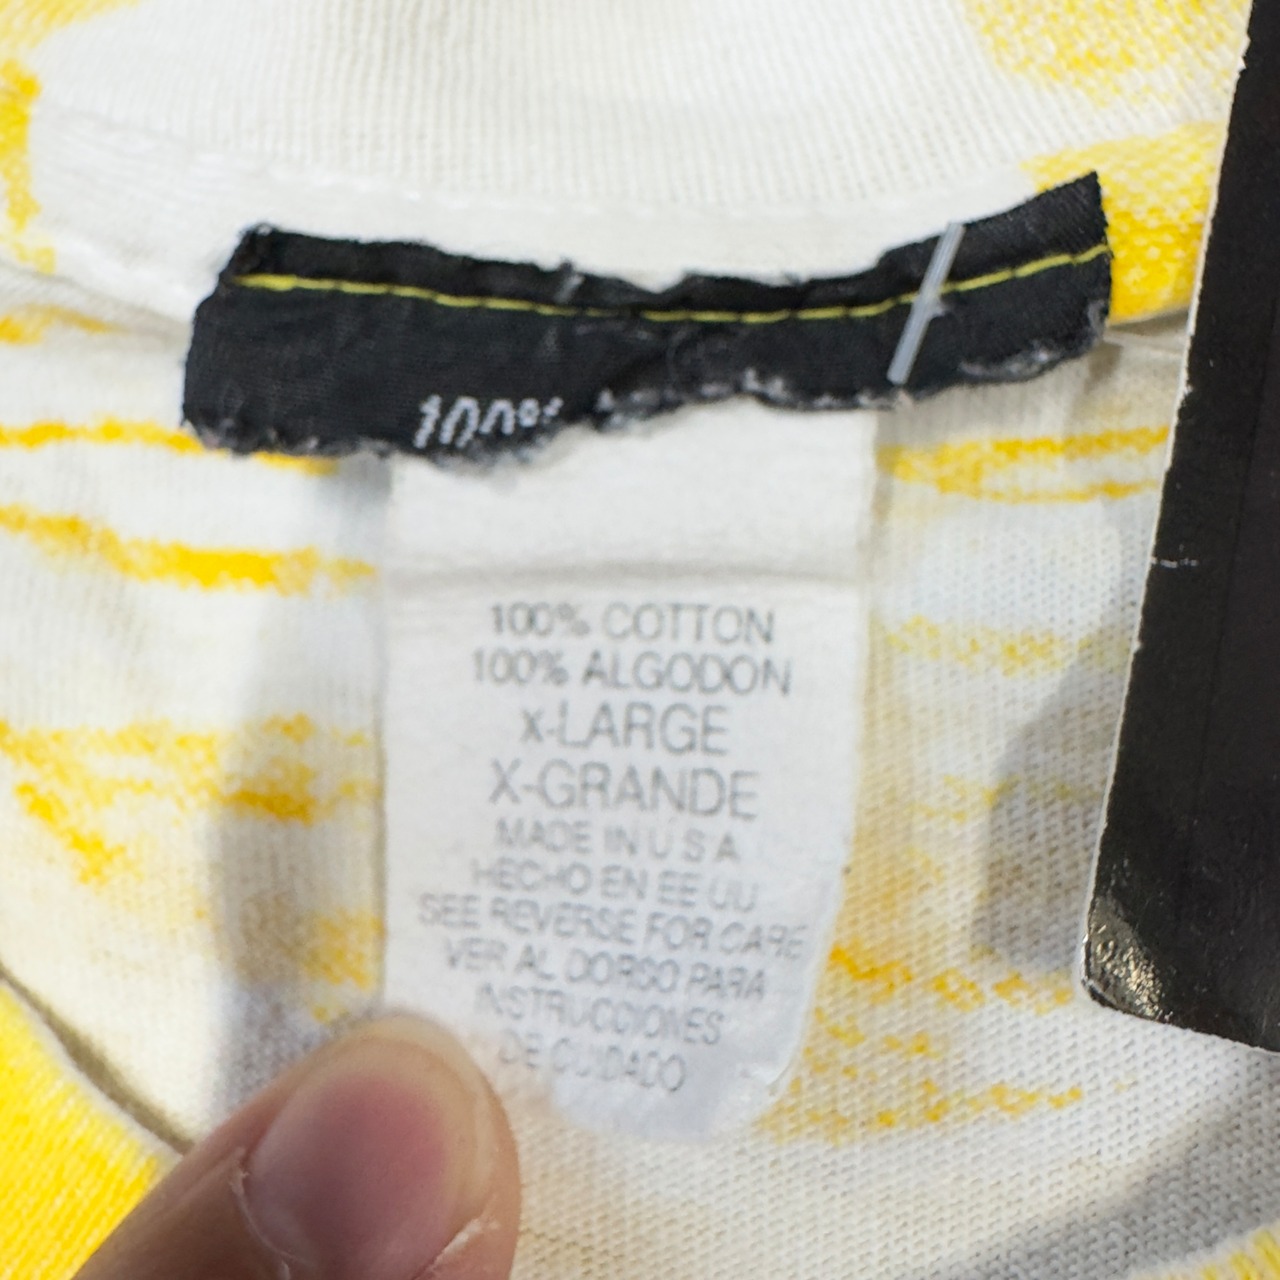 100%
100% COTTON
100% ALGODON
X-LARGE
X-GRANDE
MADE IN U S A
HECHO EN EE UU
SEE REVERSE FOR CARE
VER AL DORSO PARA
INSTRUCCIONES
DE CUIDADO